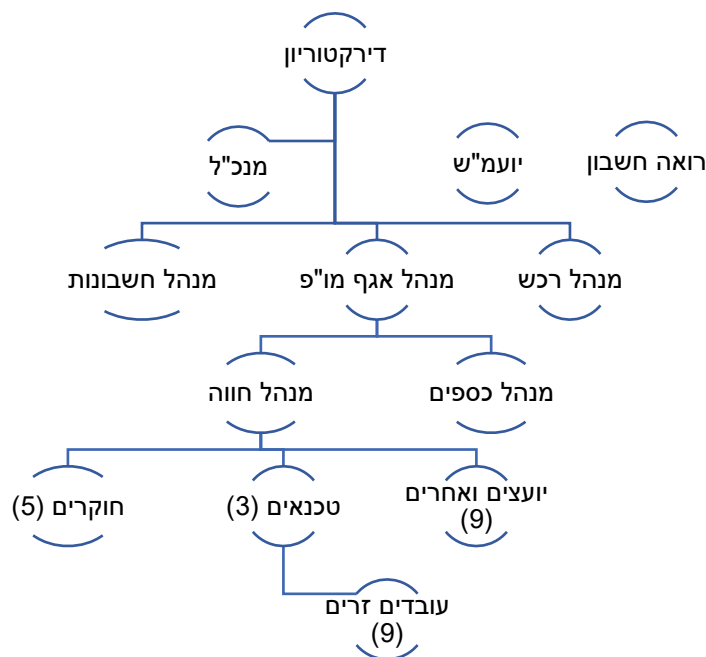 דירקטוריון
רואה חשבון
יועמ"ש
מנכ"ל
מנהל רכש
מנהל אגף מו"פ
מנהל חשבונות
מנהל כספים
מנהל חווה
יועצים ואחרים
(9)
טכנאים (3)
חוקרים (5)
עובדים זרים
(9)